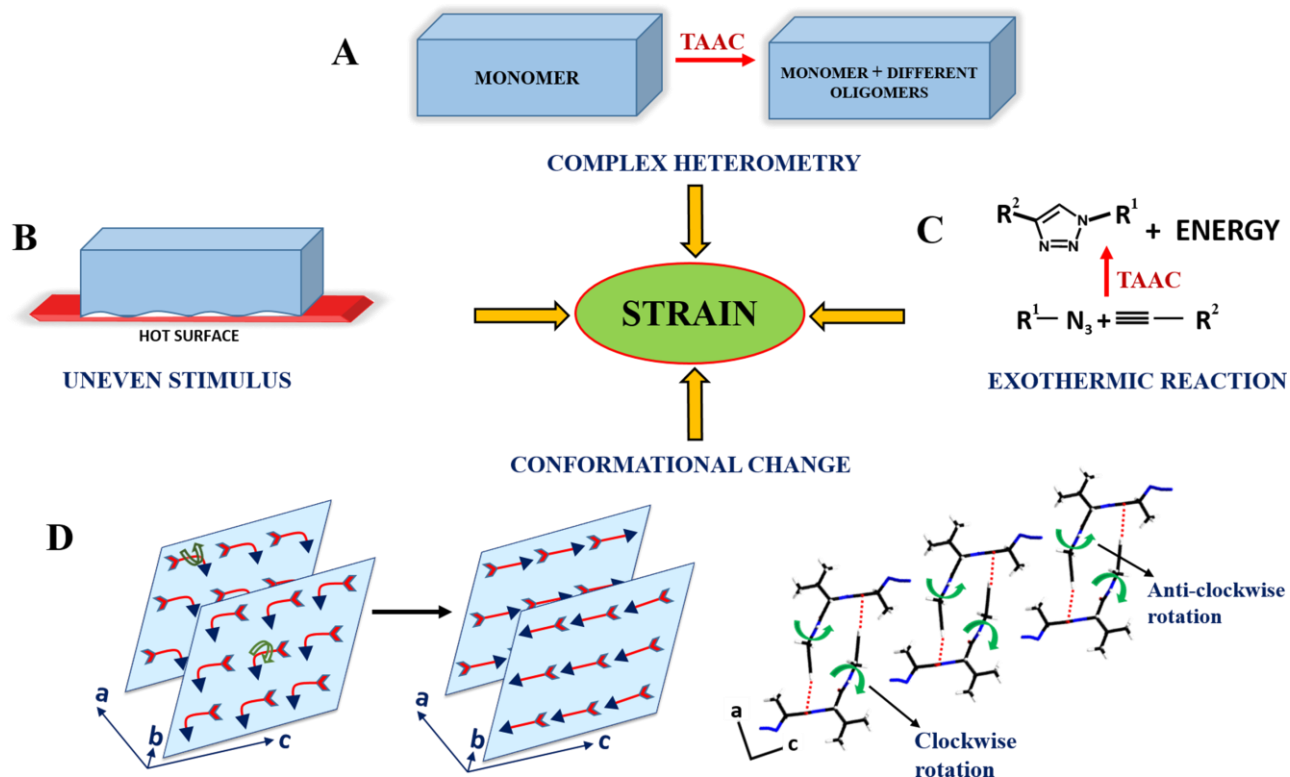 A
MONOMER
TAAC
MONOMER + DIFFERENT
OLIGOMERS
COMPLEX HETEROMETRY
B
HOT SURFACE
UNEVEN STIMULUS
STRAIN
C
R² R¹ + ENERGY
N
N=N
TAAC
R¹ — N₃ + ≡ — R²
EXOTHERMIC REACTION
CONFORMATIONAL CHANGE
D
a
b
c
a
b
c
Anti-clockwise
rotation
a
c
Clockwise
rotation